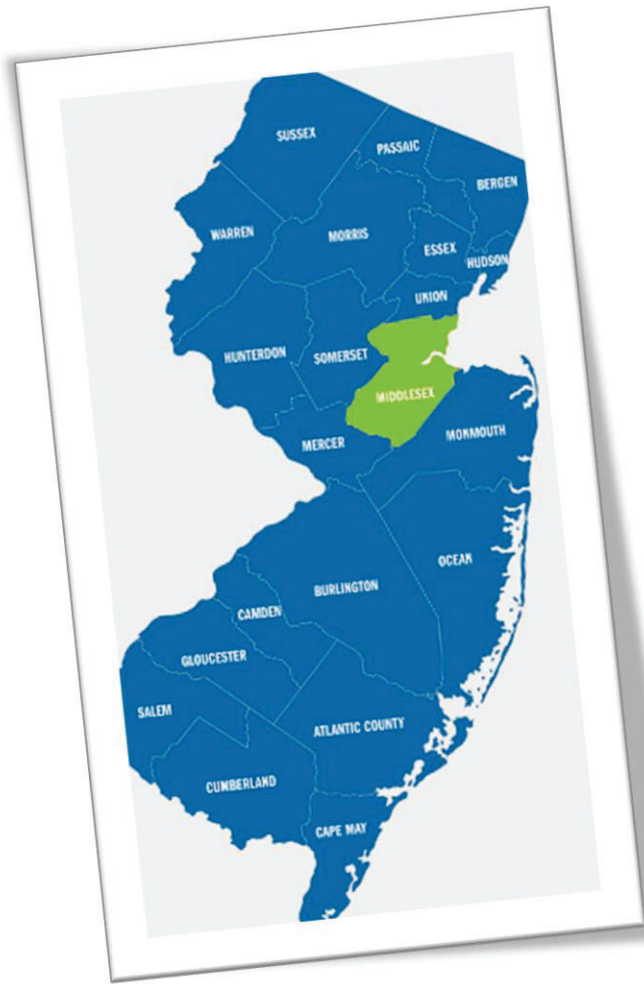 SUSSEX
PASSAIC
BERGEN
WARREN
MORRIS
ESSEX
HUDSON
UNION
HUNTERDON
SOMERSET
MIDDLESEX
MERCER
MONMOUTH
OCEAN
BURLINGTON
CAMDEN
GLOUCESTER
SALEM
ATLANTIC COUNTY
CUMBERLAND
CAPE MAY